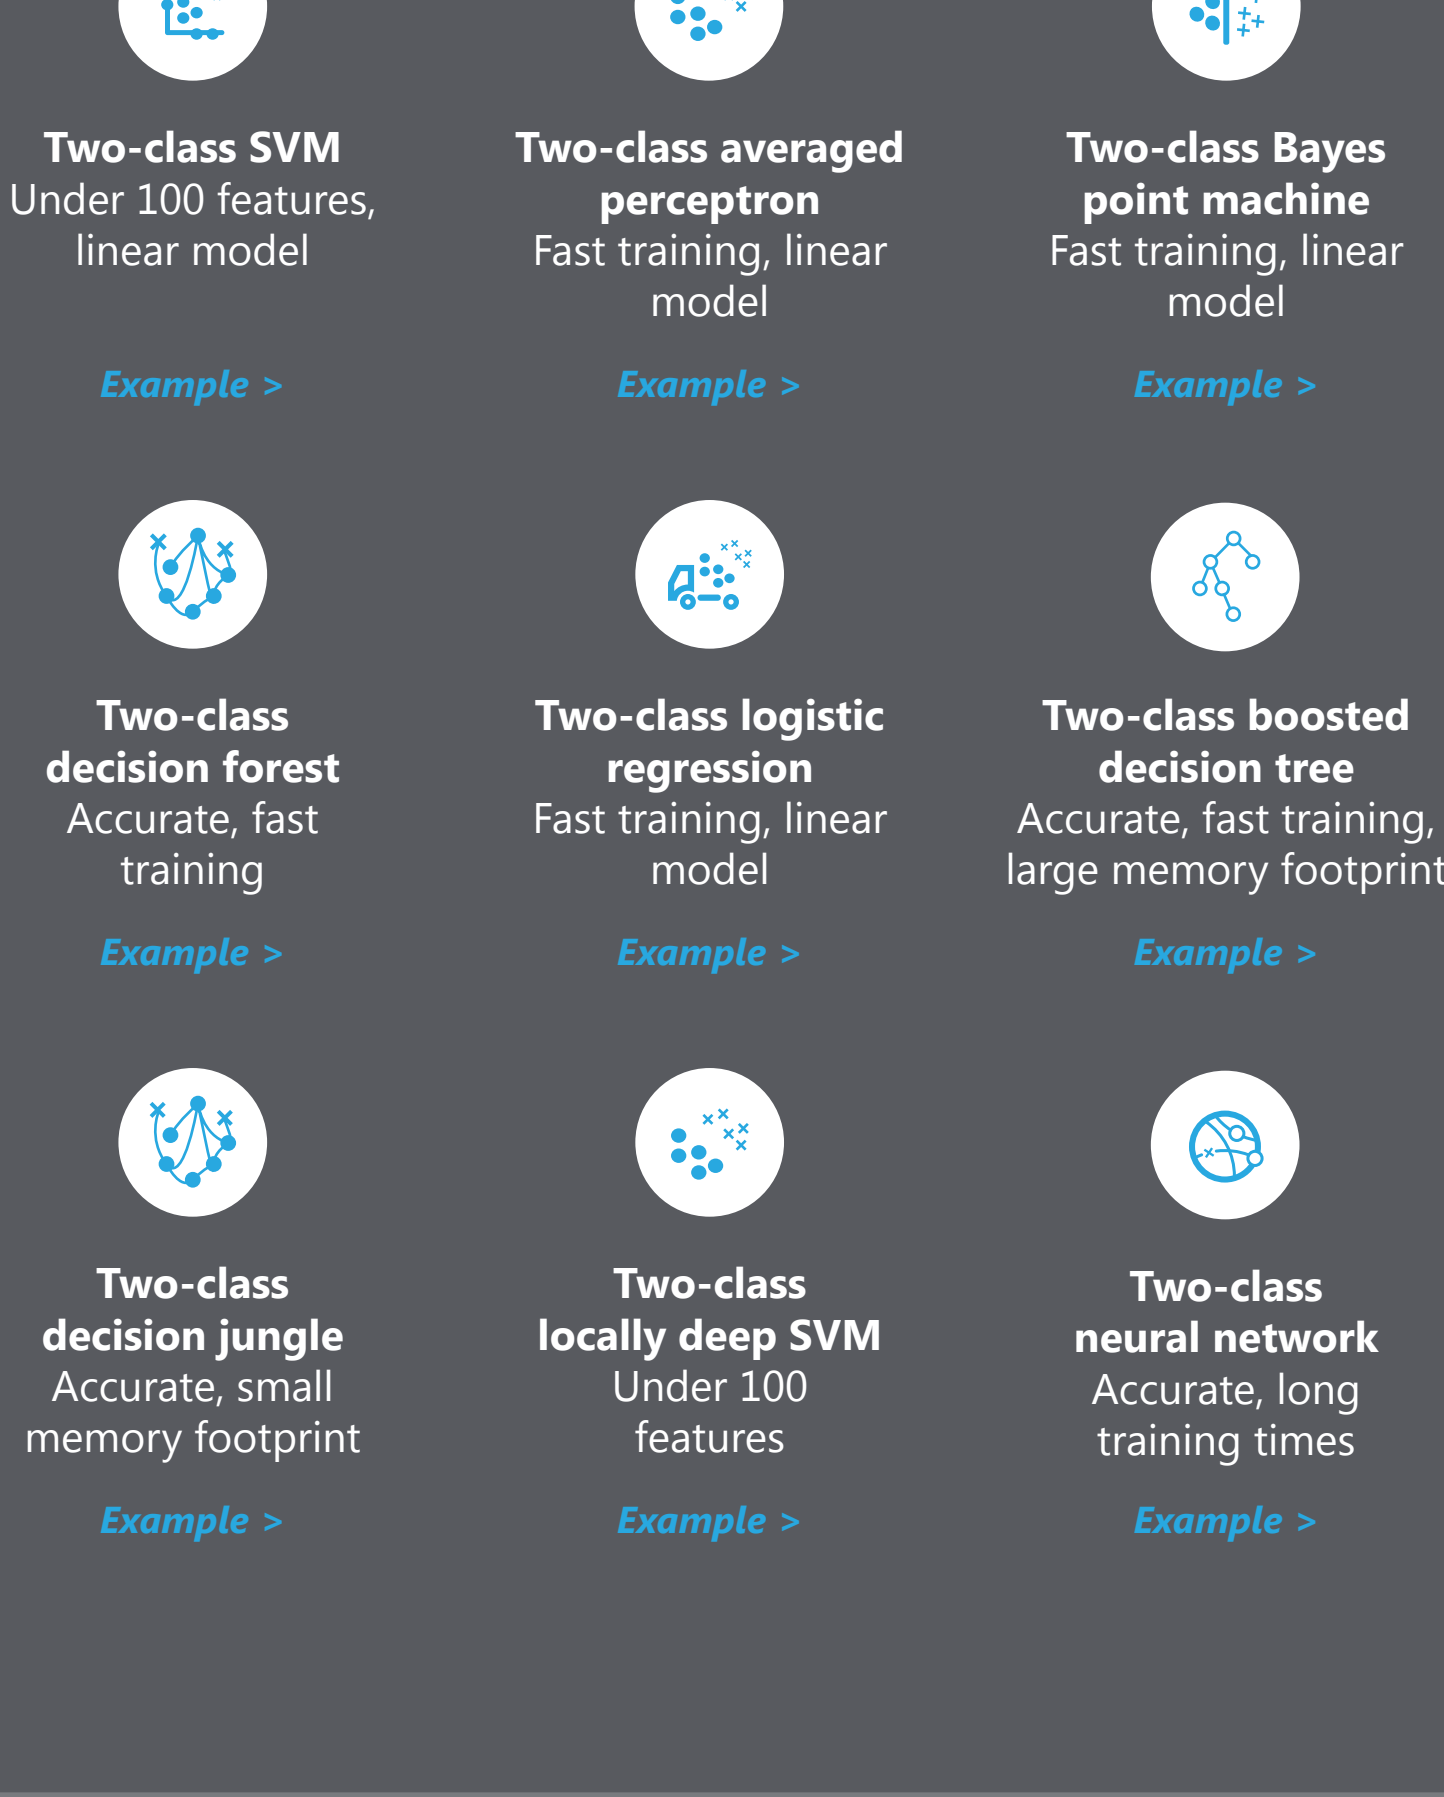 Two-class SVM
Under 100 features,
linear model
Example >
Two-class averaged
perceptron
Fast training, linear
model
Example >
Two-class Bayes
point machine
Fast training, linear
model
Example >
Two-class
decision forest
Accurate, fast
training
Example >
Two-class logistic
regression
Fast training, linear
model
Example >
Two-class boosted
decision tree
Accurate, fast training,
large memory footprint
Example >
Two-class
decision jungle
Accurate, small
memory footprint
Example >
Two-class
locally deep SVM
Under 100
features
Example >
Two-class
neural network
Accurate, long
training times
Example >